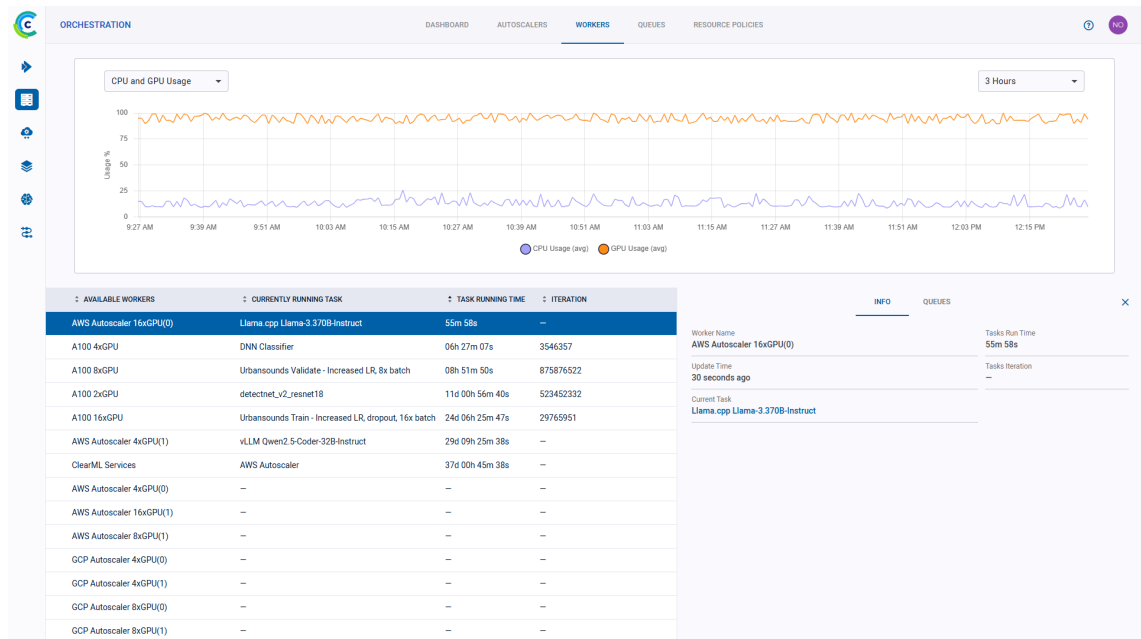 ORCHESTRATION DASHBOARD AUTOSCALERS WORKERS QUEUES RESOURCE POLICIES ? NO
CPU and GPU Usage 3 Hours
100
75
50
25
0
Usage %
9:27 AM 9:39 AM 9:51 AM 10:03 AM 10:15 AM 10:27 AM 10:39 AM 10:51 AM 11:03 AM 11:15 AM 11:27 AM 11:39 AM 11:51 AM 12:03 PM 12:15 PM
CPU Usage (avg) GPU Usage (avg)
AVAILABLE WORKERS CURRENTLY RUNNING TASK TASK RUNNING TIME ITERATION
AWS Autoscaler 16xGPU(0) Llama.cpp Llama-3.370B-Instruct 55m 58s –
A100 4xGPU DNN Classifier 06h 27m 07s 3546357
A100 8xGPU Urbansounds Validate - Increased LR, 8x batch 08h 51m 50s 875876522
A100 2xGPU detectnet_v2_resnet18 11d 00h 56m 40s 523452332
A100 16xGPU Urbansounds Train - Increased LR, dropout, 16x batch 24d 06h 25m 47s 29765951
AWS Autoscaler 4xGPU(1) vLLM Qwen2.5-Coder-32B-Instruct 29d 09h 25m 38s –
ClearML Services AWS Autoscaler 37d 00h 45m 38s –
AWS Autoscaler 4xGPU(0) – – –
AWS Autoscaler 16xGPU(1) – – –
AWS Autoscaler 8xGPU(1) – – –
GCP Autoscaler 4xGPU(0) – – –
GCP Autoscaler 4xGPU(1) – – –
GCP Autoscaler 8xGPU(0) – – –
GCP Autoscaler 8xGPU(1) – – –
INFO QUEUES
Worker Name Tasks Run Time
AWS Autoscaler 16xGPU(0) 55m 58s
Update Time Tasks Iteration
30 seconds ago –
Current Task
Llama.cpp Llama-3.370B-Instruct